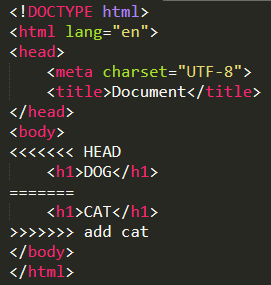 <!DOCTYPE html>
<html lang="en">
<head>
    <meta charset="UTF-8">
    <title>Document</title>
</head>
<body>
<<<<<<< HEAD
    <h1>DOG</h1>
=======
    <h1>CAT</h1>
>>>>>>> add cat
</body>
</html>